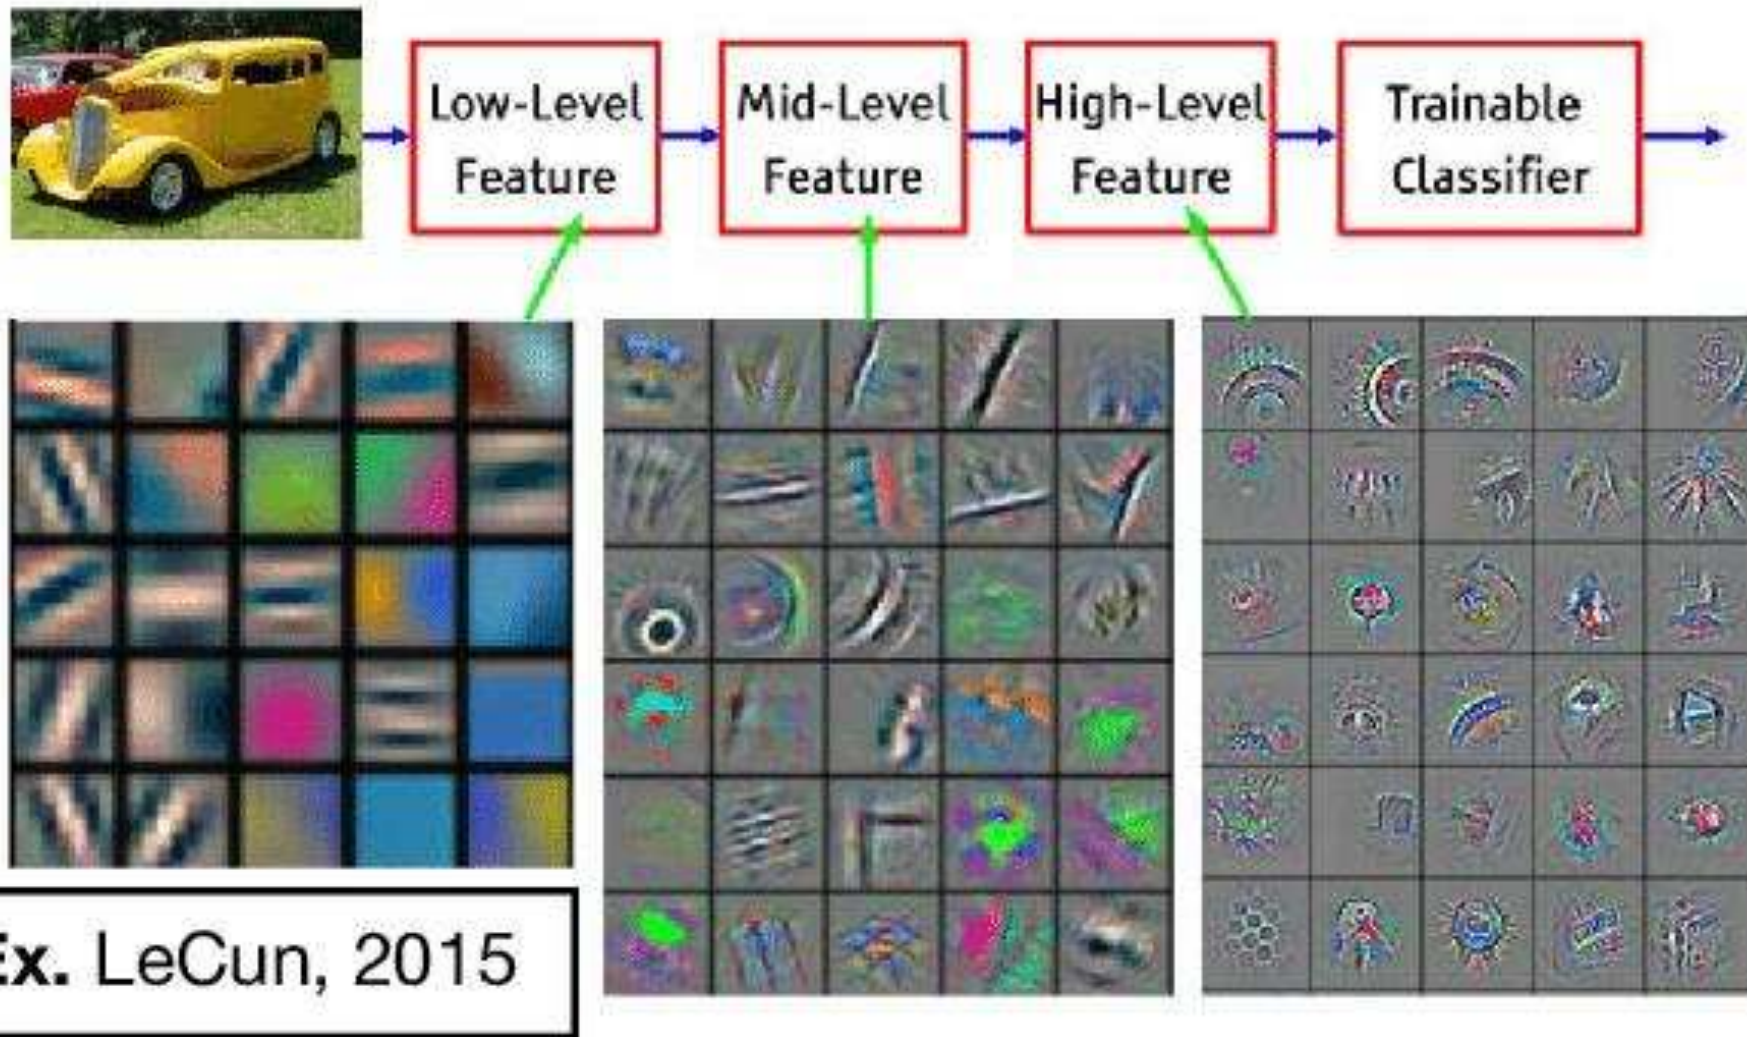 Low-Level
Feature
Mid-Level
Feature
High-Level
Feature
Trainable
Classifier
Ex. LeCun, 2015